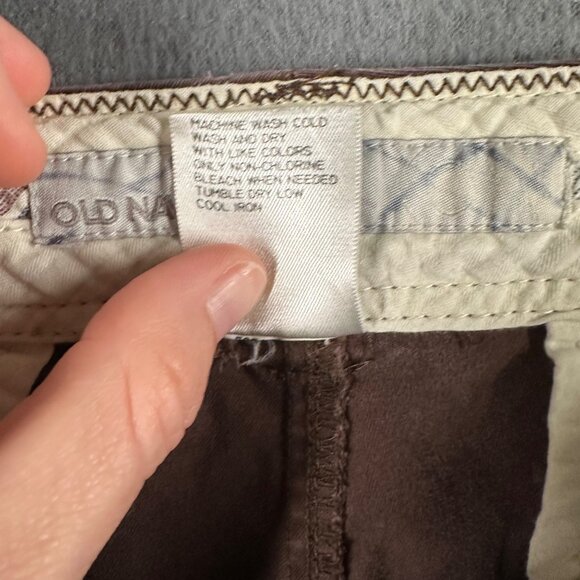 MACHINE WASH COLD
WASH AND DRY
WITH LIKE COLORS
ONLY NON-CHLORINE
BLEACH WHEN NEEDED
TUMBLE DRY LOW
COOL IRON
OLD NA